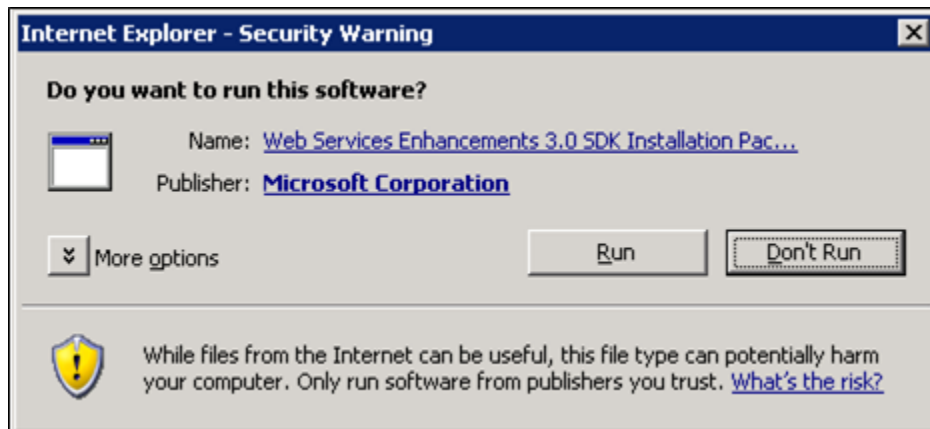 Internet Explorer - Security Warning
Do you want to run this software?
Name: Web Services Enhancements 3.0 SDK Installation Pac...
Publisher: Microsoft Corporation
More options Run Don't Run
While files from the Internet can be useful, this file type can potentially harm
your computer. Only run software from publishers you trust. What's the risk?